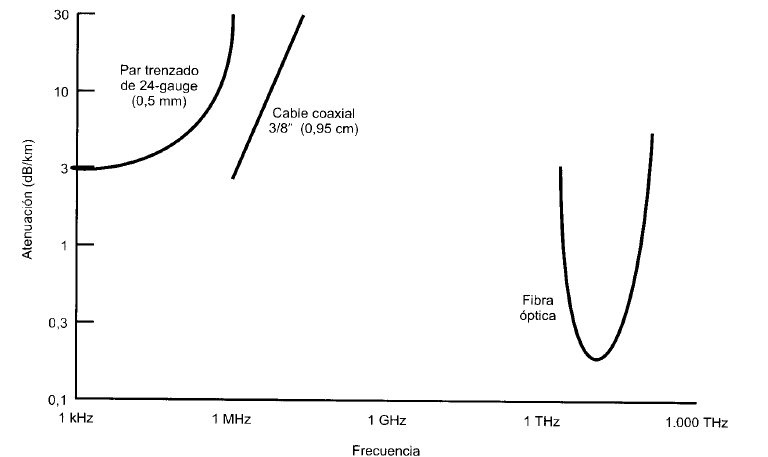 30
Par trenzado
de 24-gauge
(0,5 mm)
10
Cable coaxial
3/8" (0,95 cm)
Atenuación (dB/km)
3
1
Fibra
óptica
0,3
0,1
1 kHz
1 MHz
1 GHz
1 THz
1.000 THz
Frecuencia